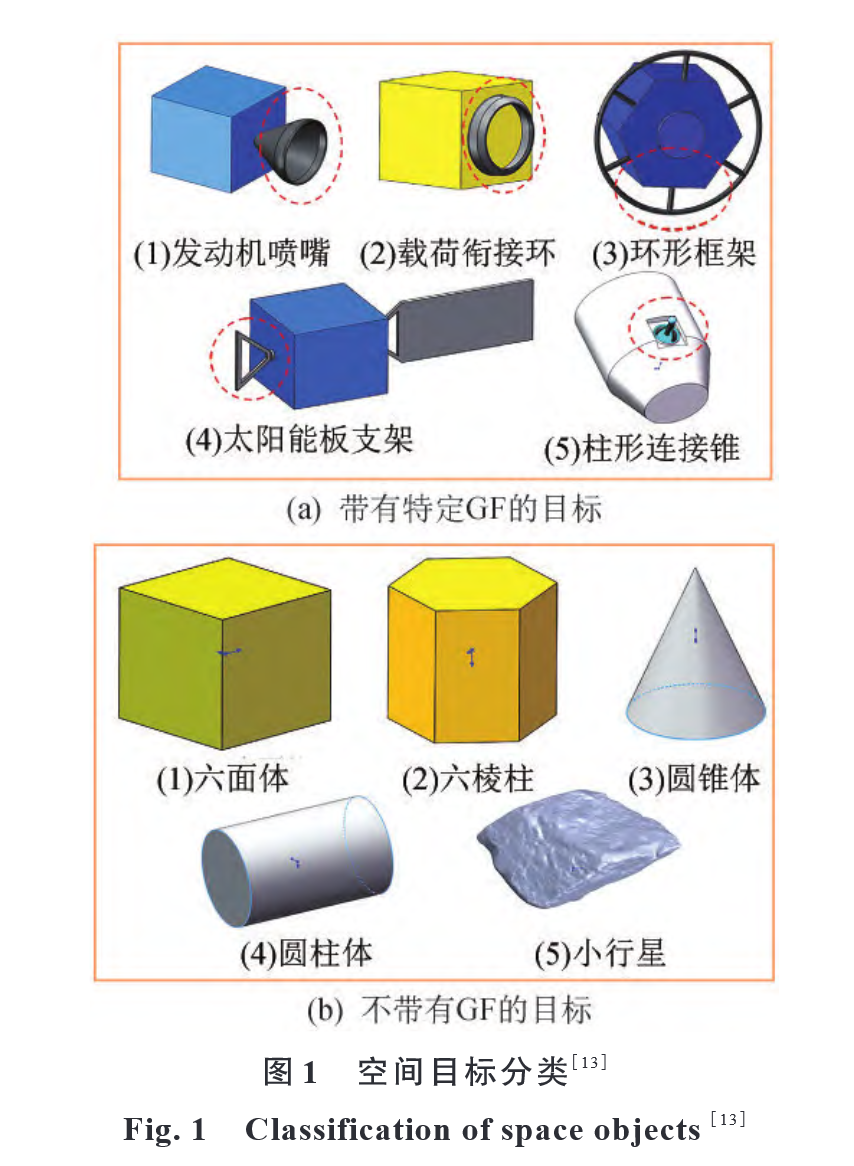 (1)发动机喷嘴 (2)载荷衔接环 (3)环形框架
(4)太阳能板支架 (5)柱形连接锥
(a) 带有特定GF的目标
(1)六面体 (2)六棱柱 (3)圆锥体
(4)圆柱体 (5)小行星
(b) 不带有GF的目标
图 1 空间目标分类[13]
Fig. 1 Classification of space objects [13]